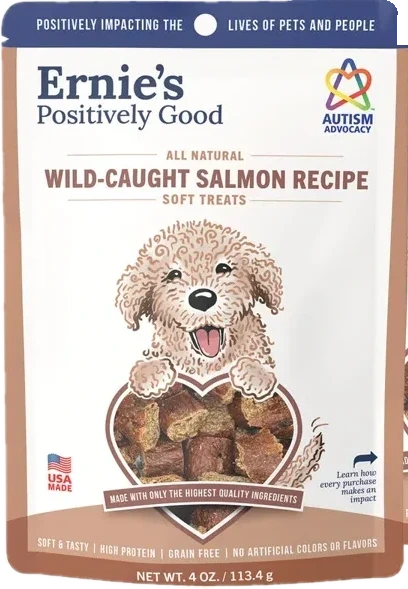 POSITIVELY IMPACTING THE LIVES OF PETS AND PEOPLE
Ernie's
Positively Good
AUTISM
ADVOCACY
ALL NATURAL
WILD-CAUGHT SALMON RECIPE
SOFT TREATS
USA
MADE
MADE WITH ONLY THE HIGHEST QUALITY INGREDIENTS
Learn how
every purchase
makes an
impact
SOFT & TASTY | HIGH PROTEIN | GRAIN FREE | NO ARTIFICIAL COLORS OR FLAVORS
NET WT. 4 OZ. / 113.4 g